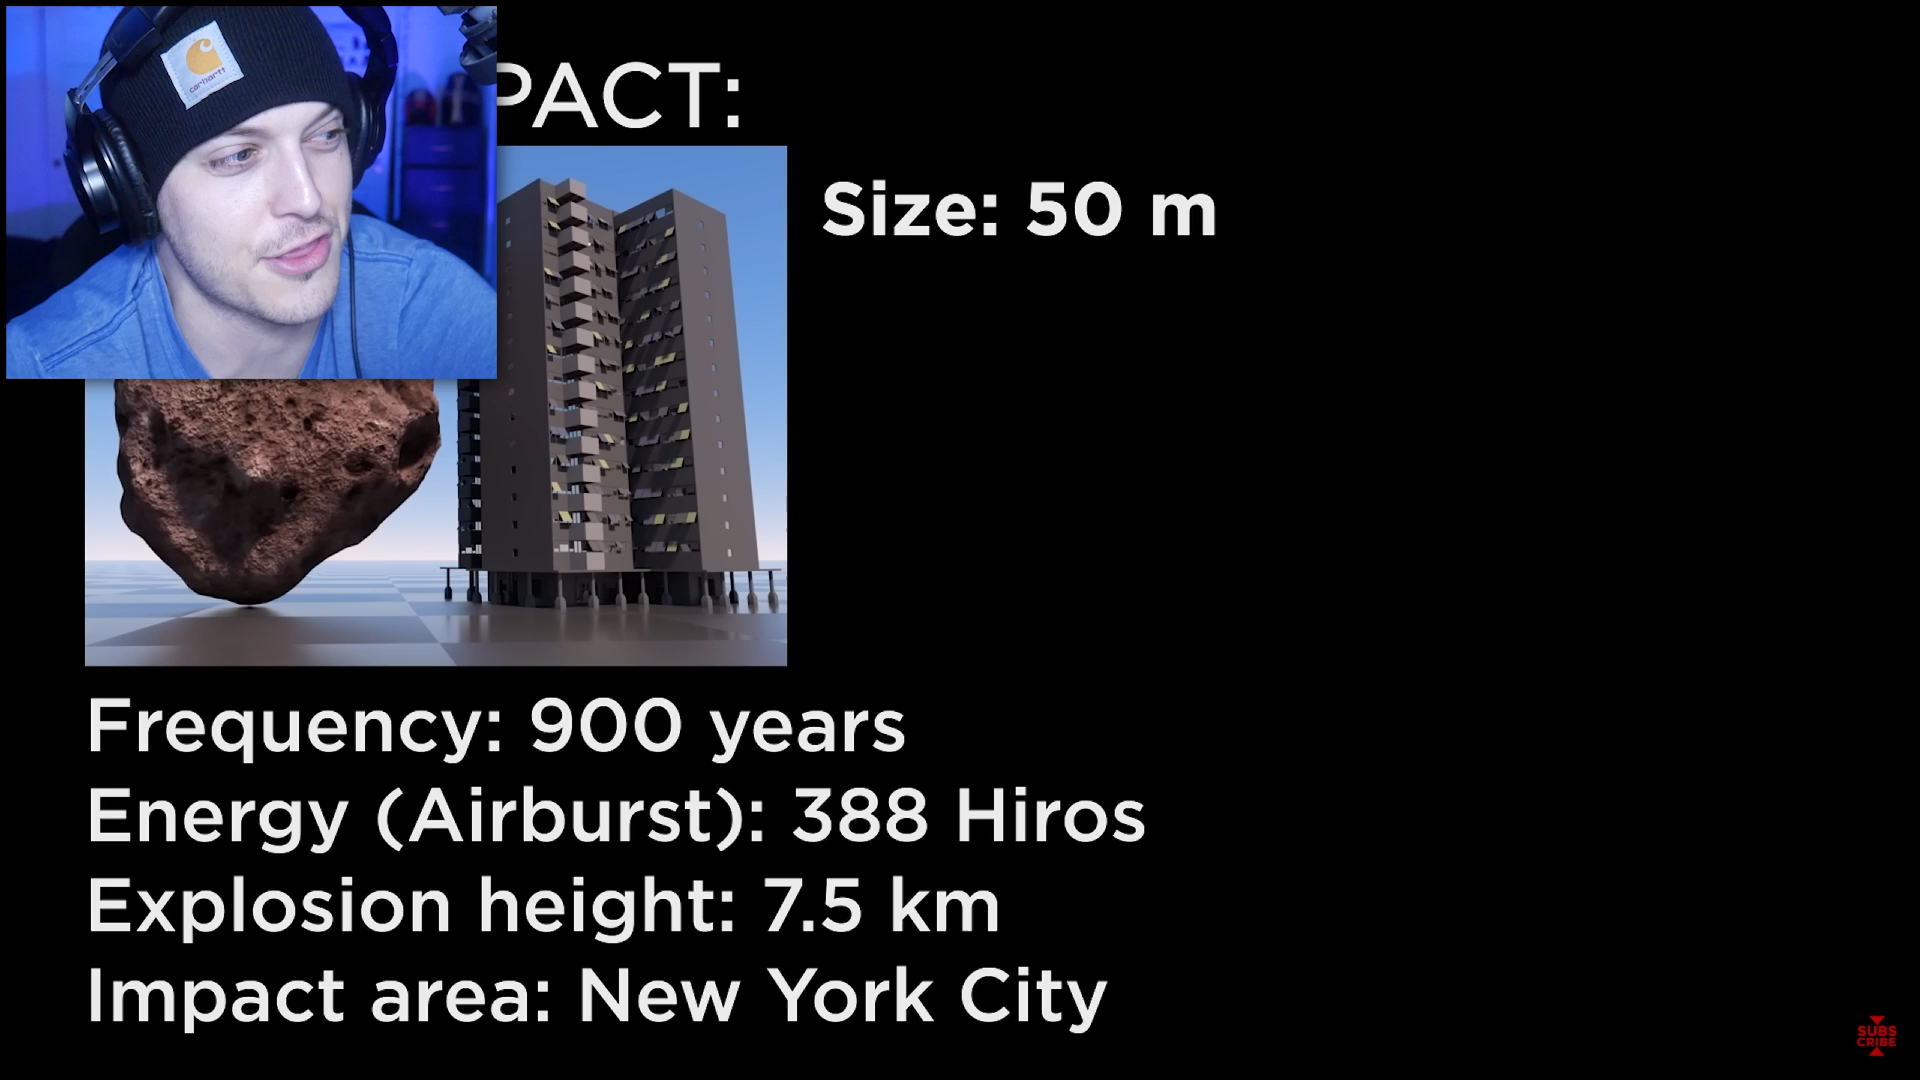 carhartt
PACT:
Size: 50 m
Frequency: 900 years
Energy (Airburst): 388 Hiros
Explosion height: 7.5 km
Impact area: New York City
SUBS
CRIBE